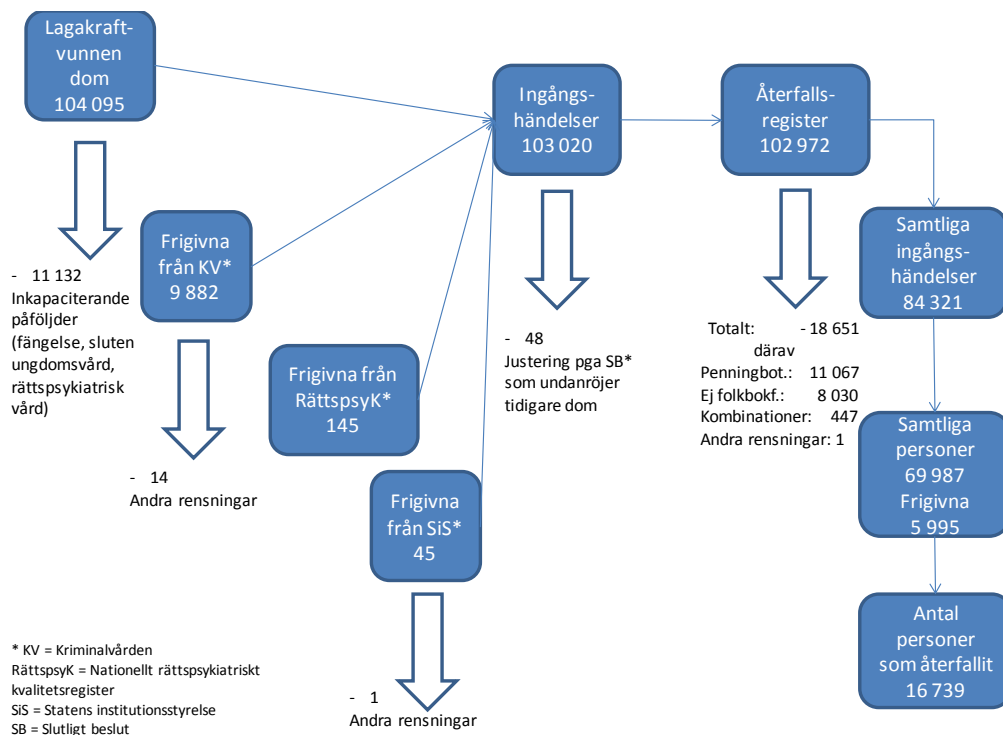 Lagakraft-
vunnen
dom
104 095
- 11 132
Inkapaciterande
påföljder
(fängelse, sluten
ungdomsvård,
rättspsykiatrisk
vård)
Frigivna
från KV*
9 882
- 14
Andra rensningar
Frigivna från
RättspsyK*
145
Frigivna
från SiS*
45
- 1
Andra rensningar
Ingångs-
händelser
103 020
- 48
Justering pga SB*
som undanröjer
tidigare dom
Återfalls-
register
102 972
Totalt: - 18 651
därav
Penningbot.: 11 067
Ej folkbokf.: 8 030
Kombinationer: 447
Andra rensningar: 1
Samtliga
ingångs-
händelser
84 321
Samtliga
personer
69 987
Frigivna
5 995
Antal
personer
som återfallit
16 739
* KV = Kriminalvården
RättspsyK = Nationellt rättspsykiatriskt
kvalitetsregister
SiS = Statens institutionsstyrelse
SB = Slutligt beslut